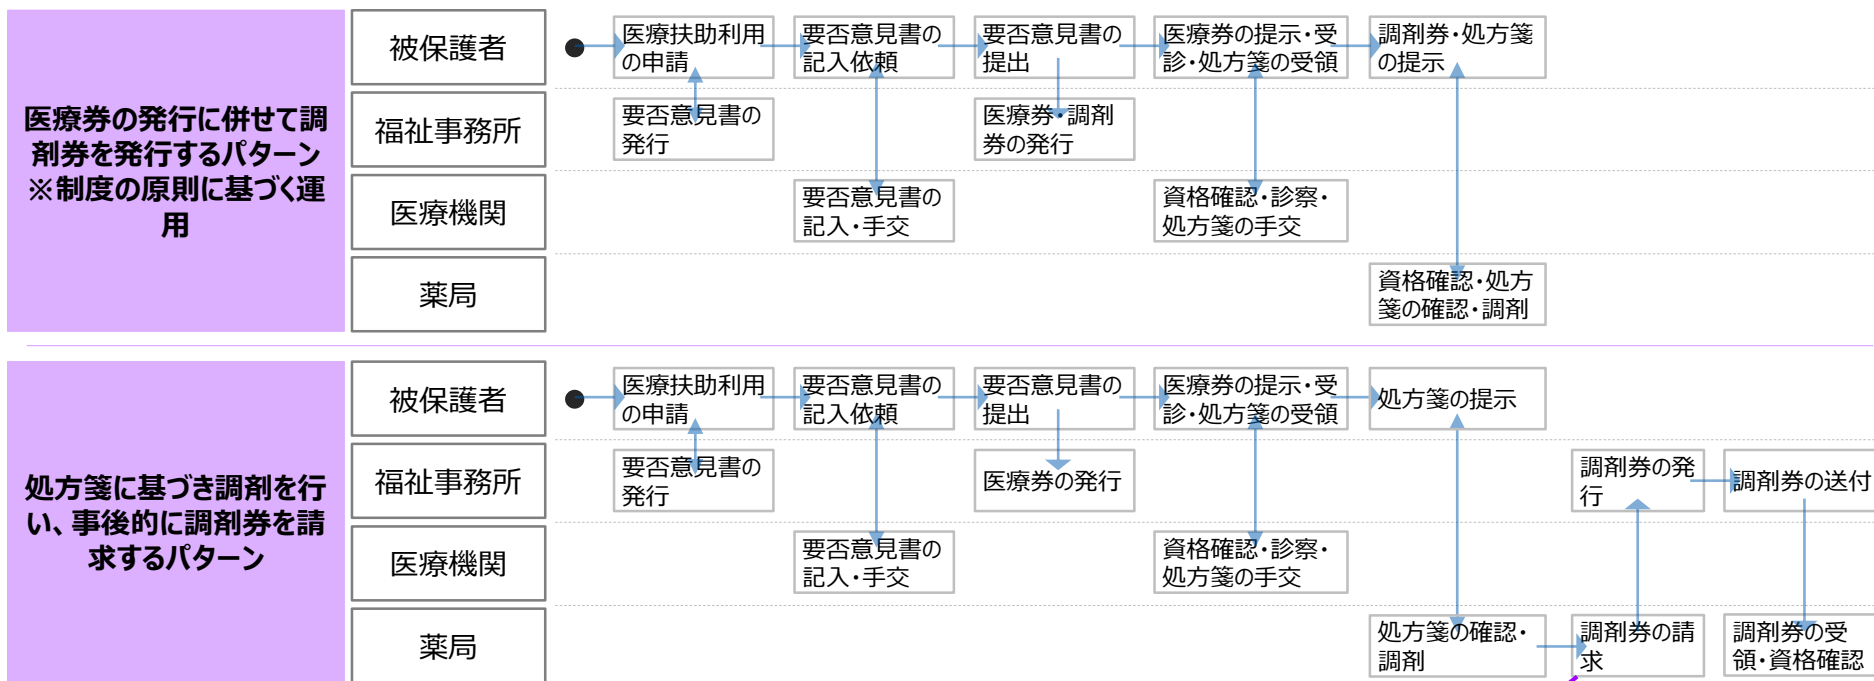 医療券の発行に併せて調
剤券を発行するパターン
※制度の原則に基づく運
用
被保護者
医療扶助利用
の申請
要否意見書の
記入依頼
要否意見書の
提出
医療券の提示・受
診・処方箋の受領
調剤券・処方箋
の提示
福祉事務所
要否意見書の
発行
医療券・調剤
券の発行
医療機関
要否意見書の
記入・手交
資格確認・診察・
処方箋の手交
薬局
資格確認・処方
箋の確認・調剤
処方箋に基づき調剤を行
い、事後的に調剤券を請
求するパターン
被保護者
医療扶助利用
の申請
要否意見書の
記入依頼
要否意見書の
提出
医療券の提示・受
診・処方箋の受領
処方箋の提示
福祉事務所
要否意見書の
発行
医療券の発行
調剤券の発
行
調剤券の送付
医療機関
要否意見書の
記入・手交
資格確認・診察・
処方箋の手交
薬局
処方箋の確認・
調剤
調剤券の請
求
調剤券の受
領・資格確認